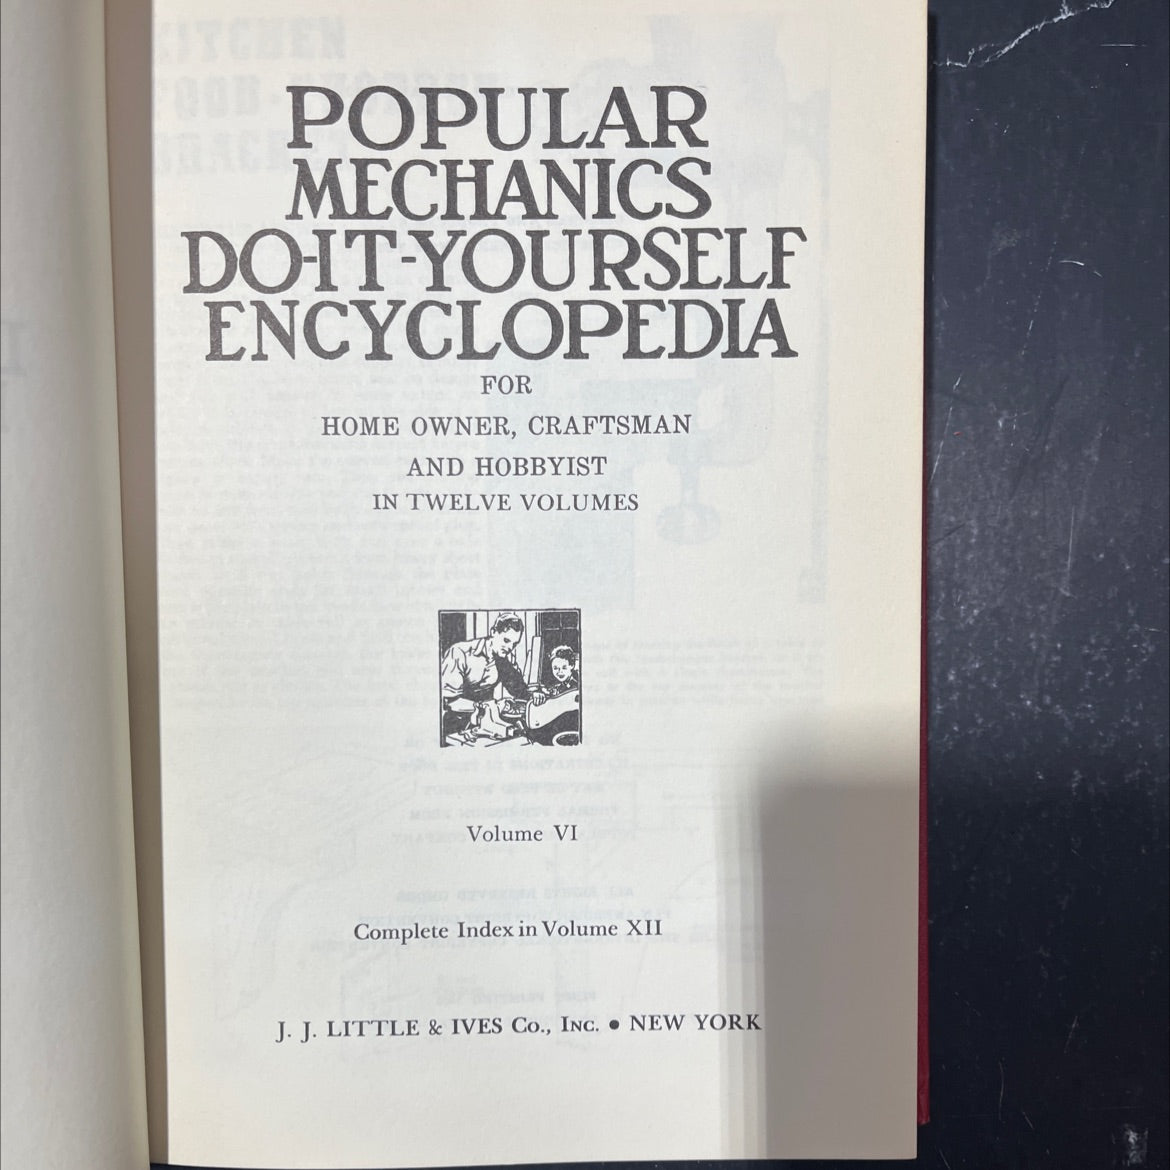 POPULAR
MECHANICS
DO-IT-YOURSELF
ENCYCLOPEDIA
FOR
HOME OWNER, CRAFTSMAN
AND HOBBYIST
IN TWELVE VOLUMES
Volume VI
Complete Index in Volume XII
J. J. LITTLE & IVES Co., INC. ● NEW YORK